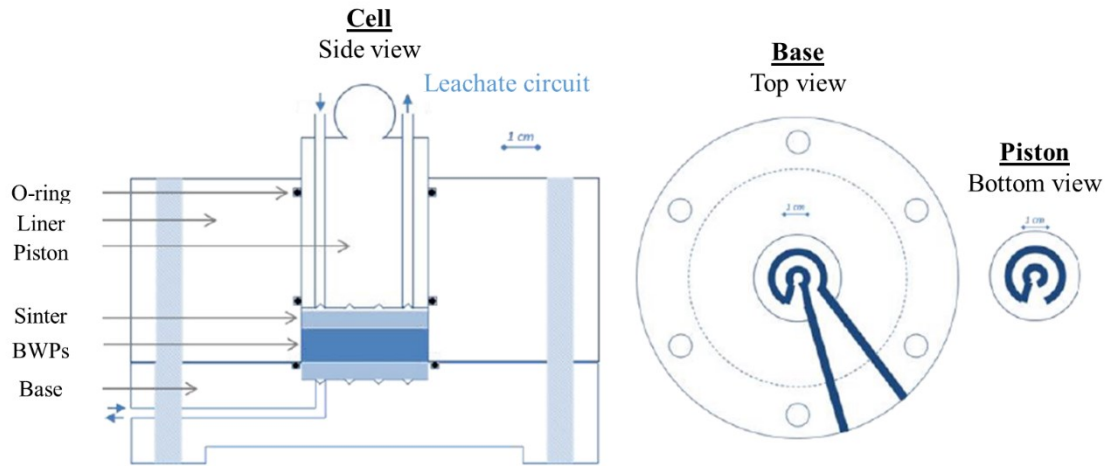 Cell
Side view
Leachate circuit
1 cm
O-ring
Liner
Piston
Sinter
BWPs
Base
Base
Top view
1 cm
Piston
Bottom view
1 cm